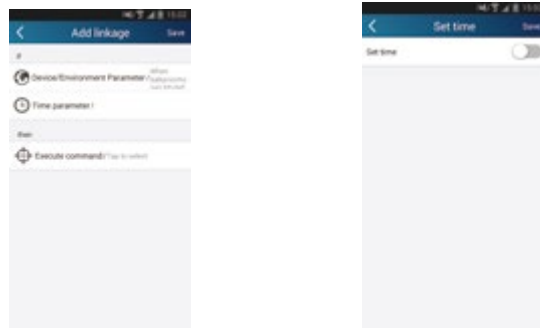 Add linkage
Save
if
Device/Environment Parameter/
Time parameter/
then
Execute command/Tap to select
Set time
Save
Set time